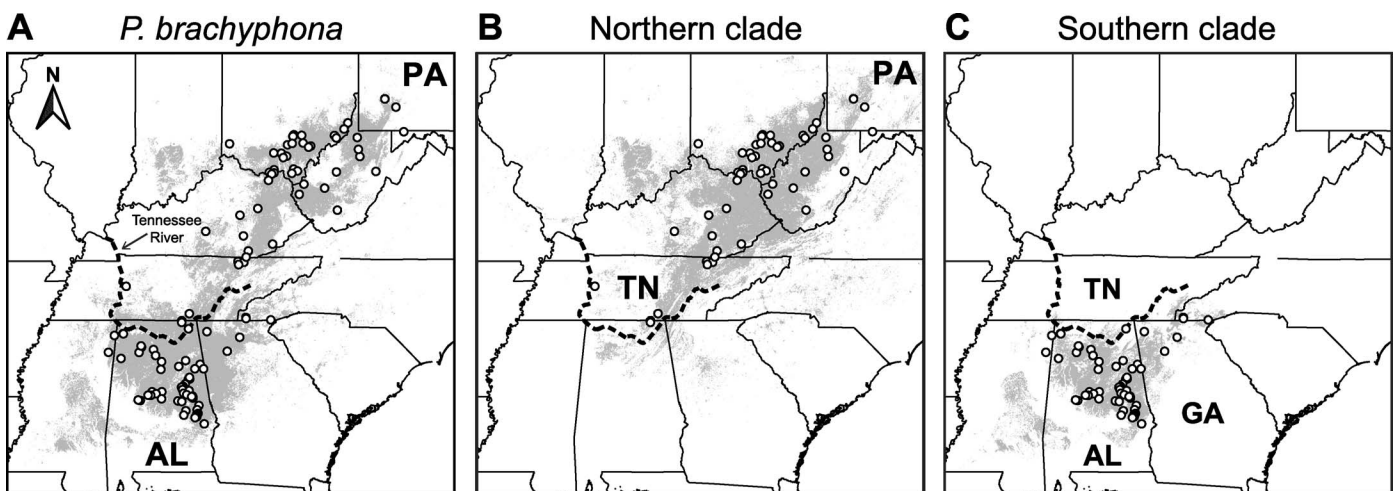 A P. brachyphona
N
PA
Tennessee
River
AL
B Northern clade
PA
TN
C Southern clade
TN
GA
AL